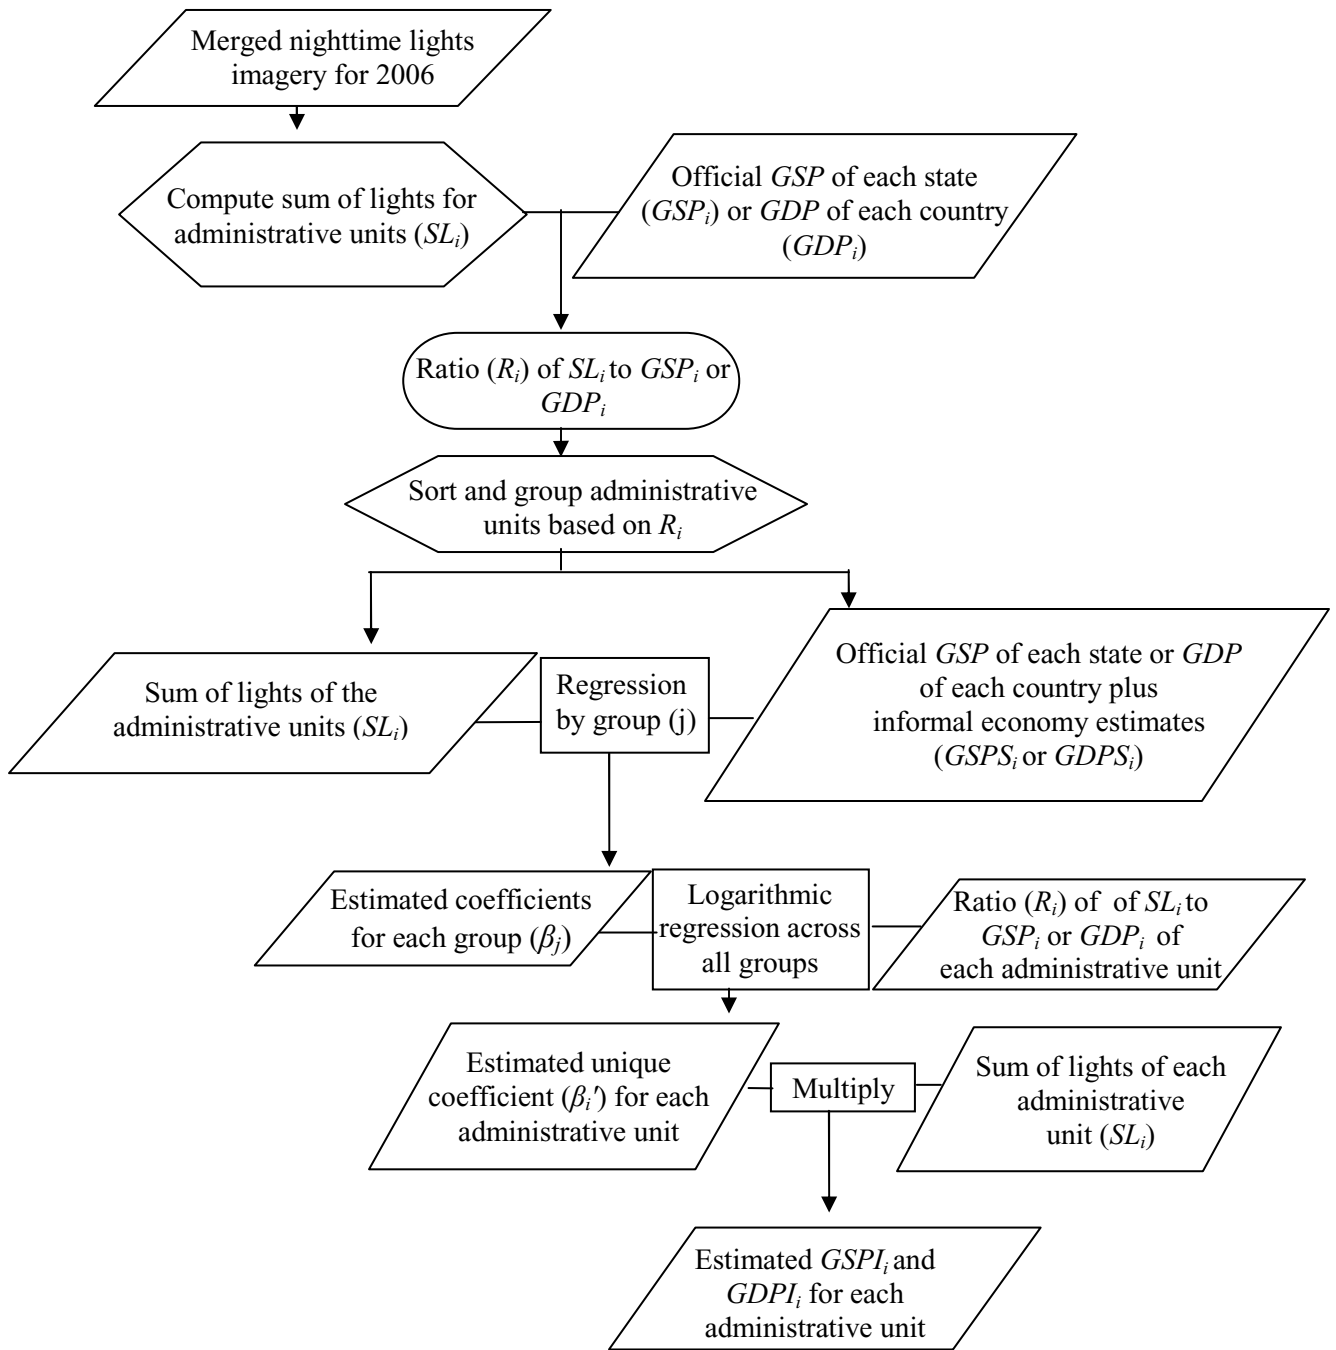 Merged nighttime lights
imagery for 2006
Compute sum of lights for
administrative units (SLi)
Official GSP of each state
(GSPi) or GDP of each country
(GDPi)
Ratio (Ri) of SLi to GSPi or
GDPi
Sort and group administrative
units based on Ri
Sum of lights of the
administrative units (SLi)
Regression
by group (j)
Official GSP of each state or GDP
of each country plus
informal economy estimates
(GSPSi or GDPSi)
Estimated coefficients
for each group (βj)
Logarithmic
regression across
all groups
Ratio (Ri) of of SLi to
GSPi or GDPi of
each administrative unit
Estimated unique
coefficient (βi′) for each
administrative unit
Multiply
Sum of lights of each
administrative
unit (SLi)
Estimated GSPIi and
GDPIi for each
administrative unit